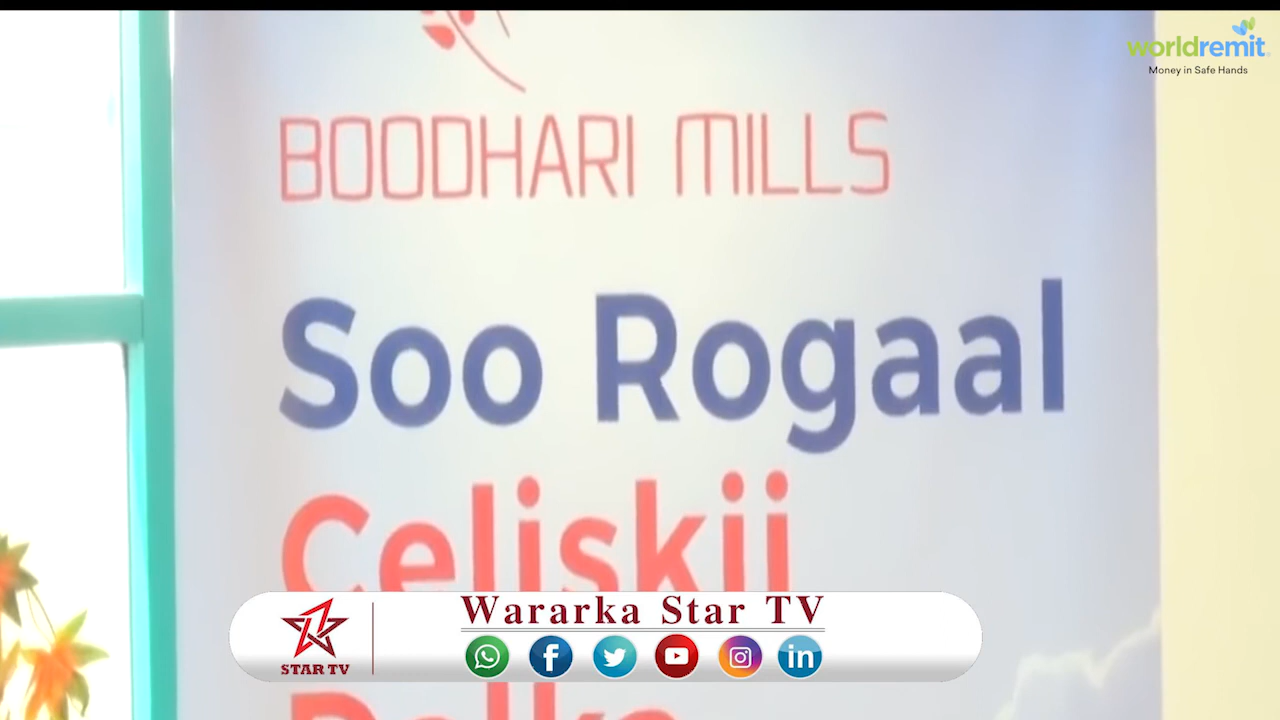 worldremit
Money in Safe Hands
BOODHARI MILLS
Soo Rogaal
Celiskii
Wararka Star TV
STAR TV